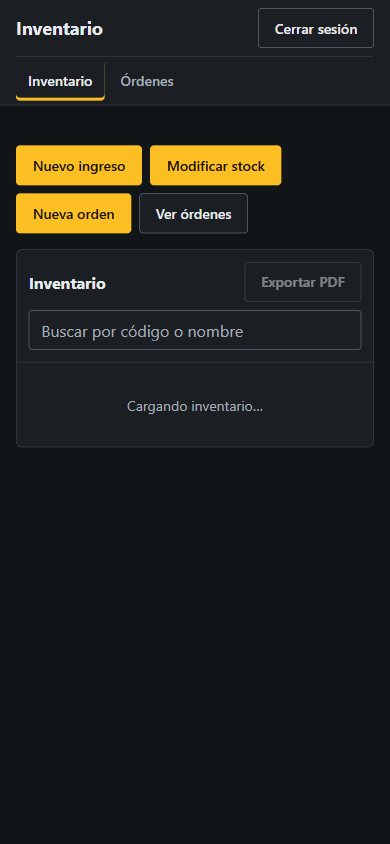 Inventario
Cerrar sesión
Inventario
Órdenes
Nuevo ingreso
Modificar stock
Nueva orden
Ver órdenes
Inventario
Exportar PDF
Buscar por código o nombre
Cargando inventario...